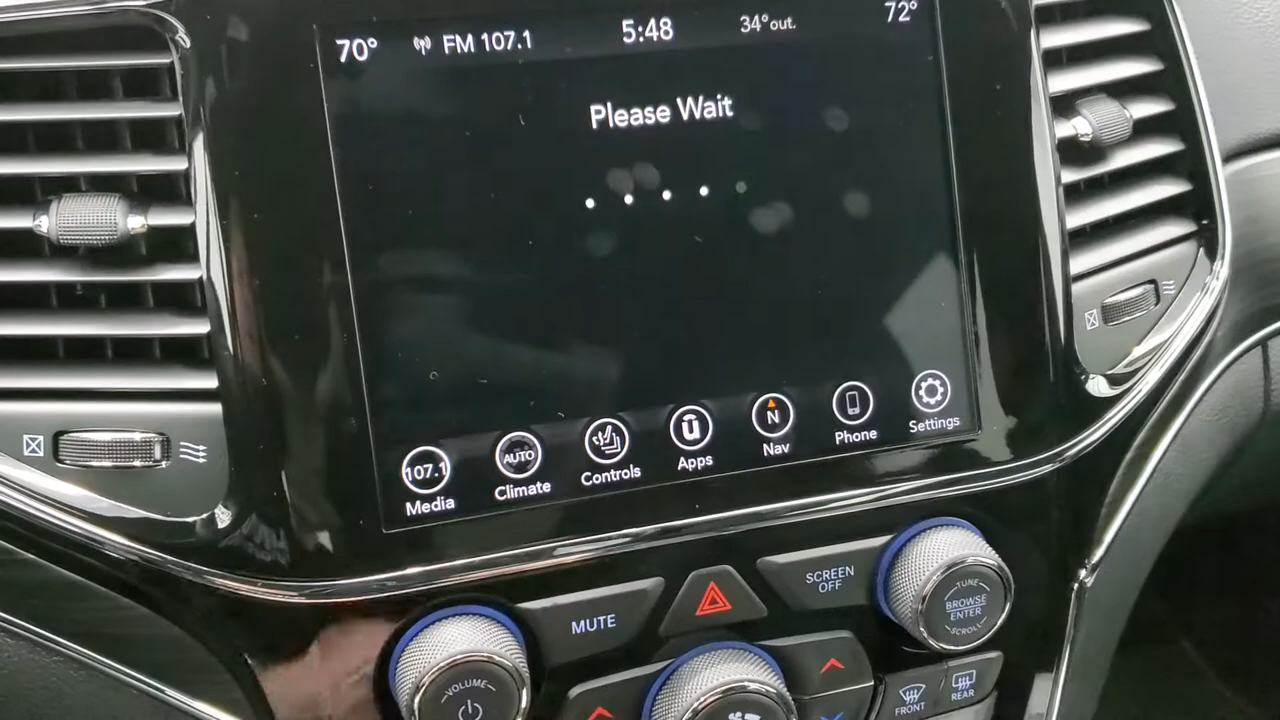 70° FM 107.1 5:48 34° out. 72°
Please Wait
107.1 AUTO N
Media Climate Controls Apps Nav Phone Settings
MUTE
SCREEN
OFF
TUNE
BROWSE
ENTER
SCROLL
VOLUME
FRONT
REAR